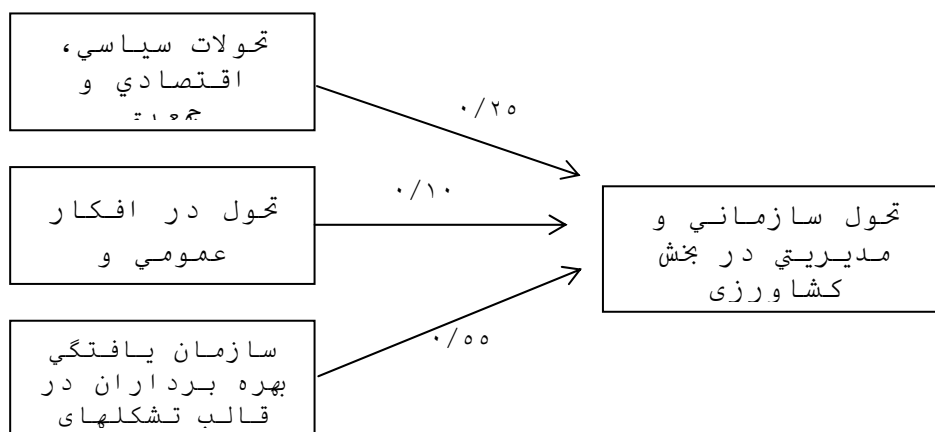 تحولات سياسي،
اقتصادي و
۰/۲۵
تحول در افكار
عمومي و
۰/۱۰
سازمان يافتگي
بهره برداران در
قالب تشكلهاي
۰/۵۵
تحول سازماني و
مديريتي در بخش
كشاورزي